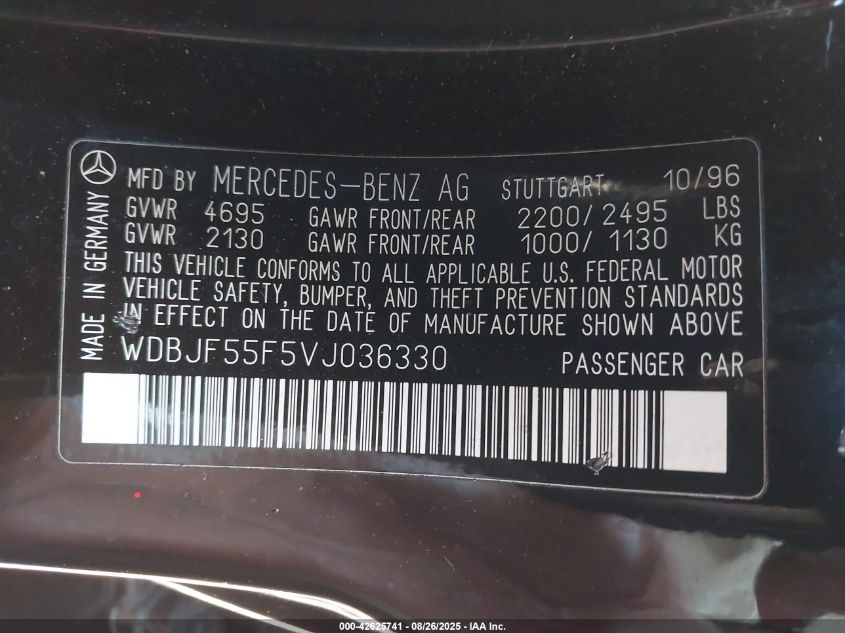 MFD BY MERCEDES-BENZ AG STUTTGART 10/96
GVWR 4695 GAWR FRONT/REAR 2200/2495 LBS
GVWR 2130 GAWR FRONT/REAR 1000/1130 KG
THIS VEHICLE CONFORMS TO ALL APPLICABLE U.S. FEDERAL MOTOR
VEHICLE SAFETY, BUMPER, AND THEFT PREVENTION STANDARDS
IN EFFECT ON THE DATE OF MANUFACTURE SHOWN ABOVE
WDBJF55F5VJ036330 PASSENGER CAR
MADE IN GERMANY
000-42625741 - 08/26/2025 - IAA Inc.